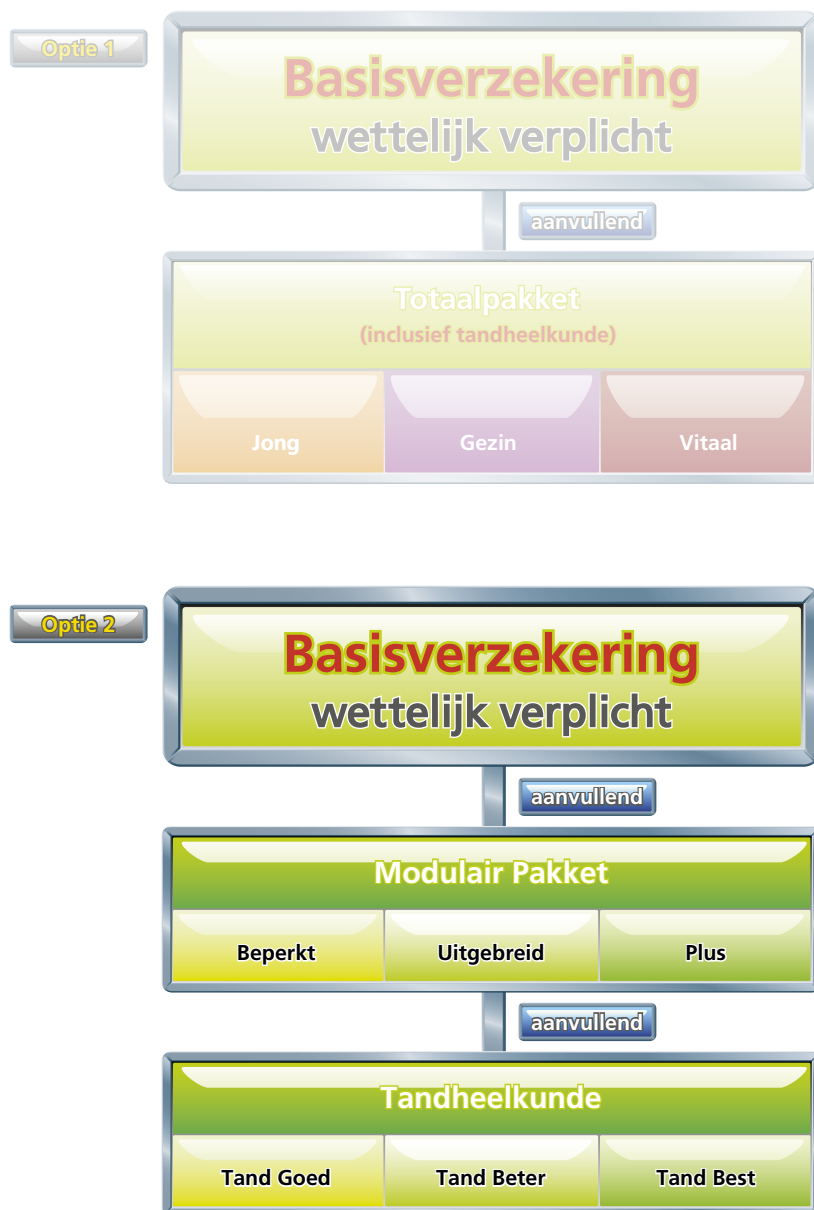 Optie 1
Basisverzekering
wettelijk verplicht
aanvullend
Totaalpakket
(inclusief tandheelkunde)
Jong Gezin Vitaal
Optie 2
Basisverzekering
wettelijk verplicht
aanvullend
Modulair Pakket
Beperkt Uitgebreid Plus
aanvullend
Tandheelkunde
Tand Goed Tand Beter Tand Best